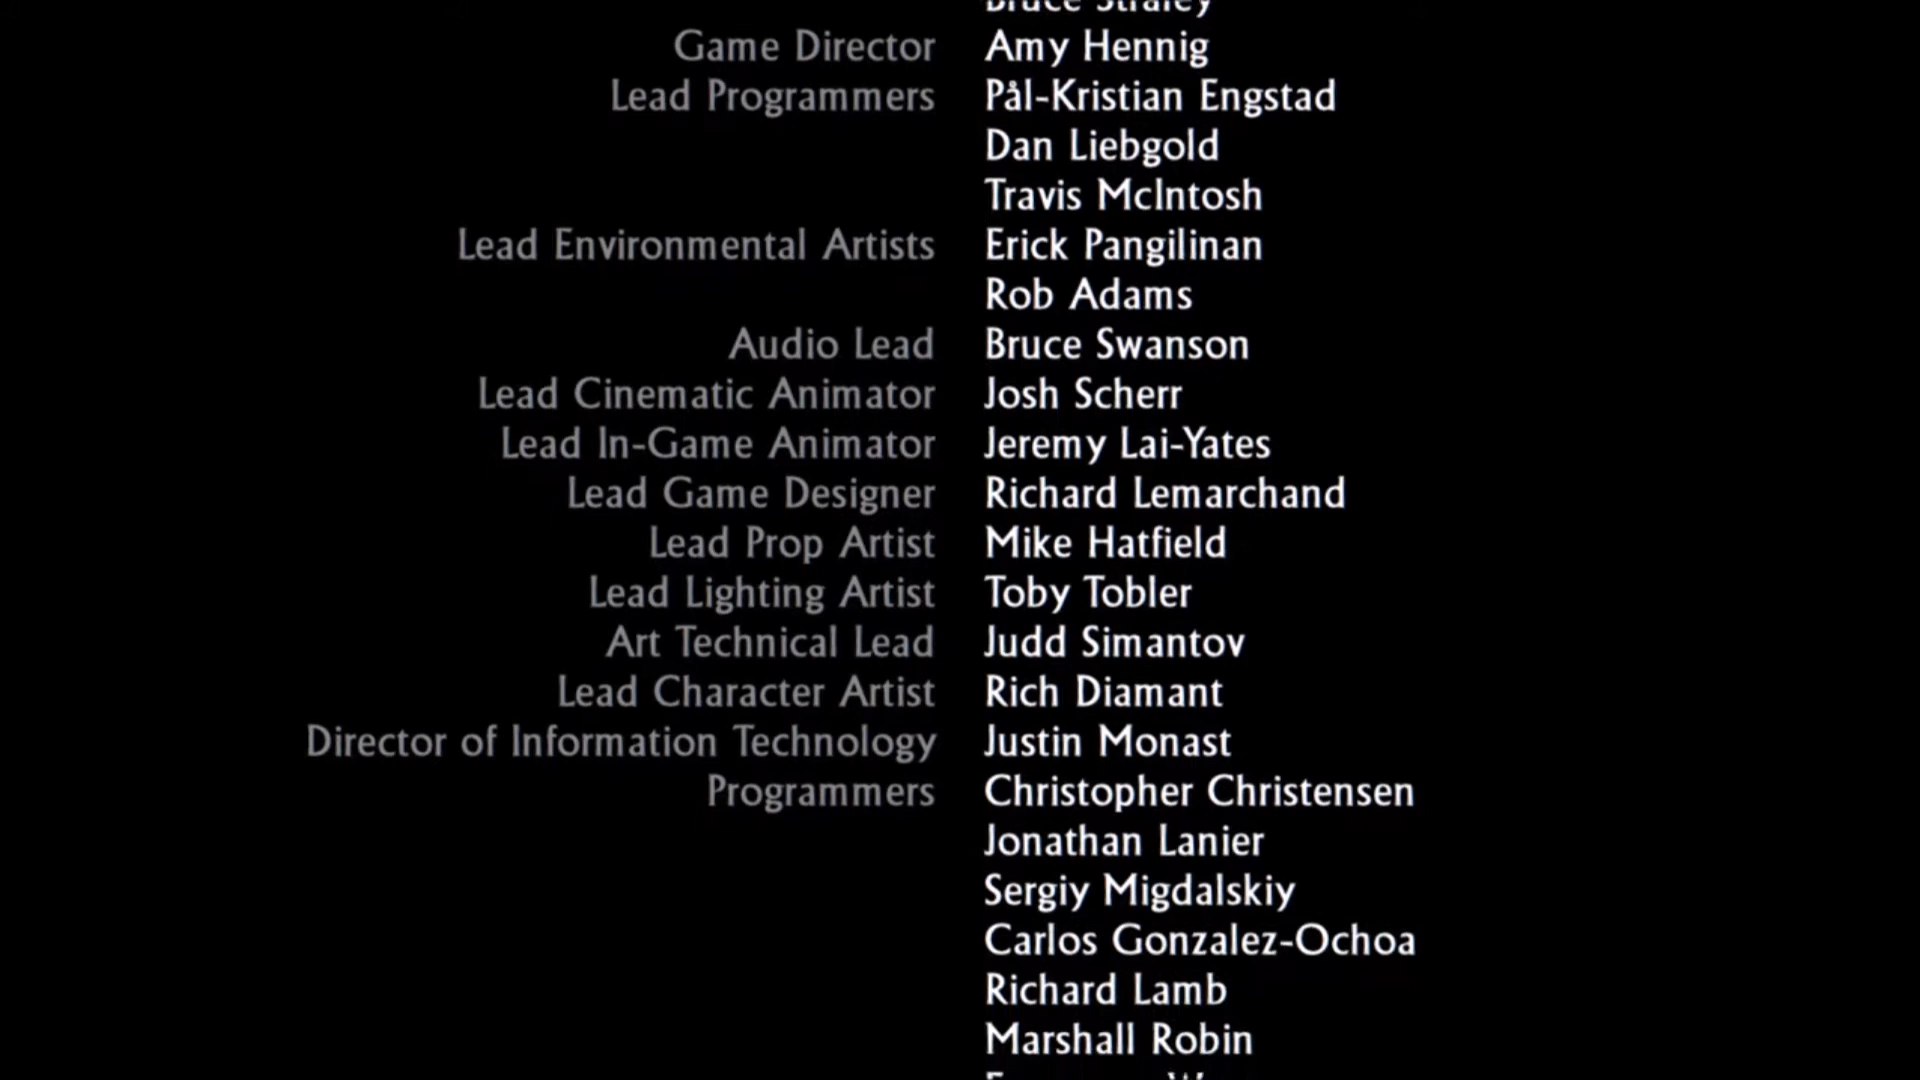 Bruce Straley
Game Director Amy Hennig
Lead Programmers Pål-Kristian Engstad
Dan Liebgold
Travis McIntosh
Lead Environmental Artists Erick Pangilinan
Rob Adams
Audio Lead Bruce Swanson
Lead Cinematic Animator Josh Scherr
Lead In-Game Animator Jeremy Lai-Yates
Lead Game Designer Richard Lemarchand
Lead Prop Artist Mike Hatfield
Lead Lighting Artist Toby Tobler
Art Technical Lead Judd Simantov
Lead Character Artist Rich Diamant
Director of Information Technology Justin Monast
Programmers Christopher Christensen
Jonathan Lanier
Sergiy Migdalskiy
Carlos Gonzalez-Ochoa
Richard Lamb
Marshall Robin